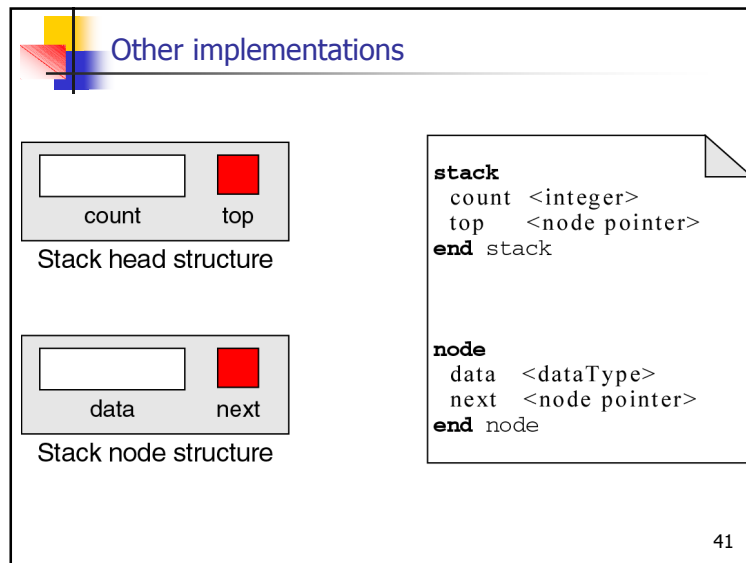 Other implementations
count top
Stack head structure
data next
Stack node structure
stack
count <integer>
top <node pointer>
end stack
node
data <dataType>
next <node pointer>
end node
41